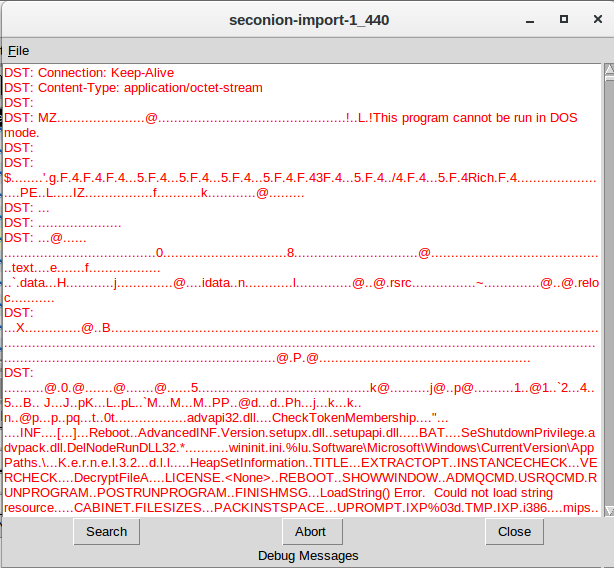 seconion-import-1_440
File
DST: Connection: Keep-Alive
DST: Content-Type: application/octet-stream
DST:
DST: MZ......................@...............................................!..L.!This program cannot be run in DOS
mode.
DST:
DST:
$........'.g.F.4.F.4.F.4...5.F.4...5.F.4...5.F.4...5.F.4.F.43F.4...5.F.4../4.F.4...5.F.4Rich.F.4....................
....PE..L.....!Z.................f...........k............@.........
DST: ...
DST: .....................
DST: ...@......
......................................0...............................8...............................@..........................................
..text....e.......f..................
..`.data...H............j..............@....idata..n............l..............@..@.rsrc................~..............@..@.relo
c...........
DST:
...X..............@..B..........................................................................................................................
....................................................................................................................................................
....................................................................@.P.@.....................................................
DST:
..........@.0.@.......@.......@.....5...........................................k@..........j@..p@..........1..@1..`2...4..
5...B.. J...J..pK...L..pL..`M...M...M..PP..@d...d..Ph...j...k...k..
n..@p...p..pq...t..0t..................advapi32.dll....CheckTokenMembership...."...
....INF....[...]...Reboot..AdvancedINF.Version.setupx.dll..setupapi.dll.....BAT....SeShutdownPrivilege.a
dvpack.dll.DelNodeRunDLL32.*...........wininit.ini.%lu.Software\Microsoft\Windows\CurrentVersion\App
Paths.\...K.e.r.n.e.l.3.2...d.l.l.....HeapSetInformation..TITLE...EXTRACTOPT..INSTANCECHECK...VE
RCHECK....DecryptFileA....LICENSE.<None>..REBOOT..SHOWWINDOW..ADMQCMD.USRQCMD.R
UNPROGRAM..POSTRUNPROGRAM..FINISHMSG...LoadString() Error.  Could not load string
resource.....CABINET.FILESIZES...PACKINSTSPACE...UPROMPT.IXP%03d.TMP.IXP.i386....mips..
Search
Abort
Close
Debug Messages